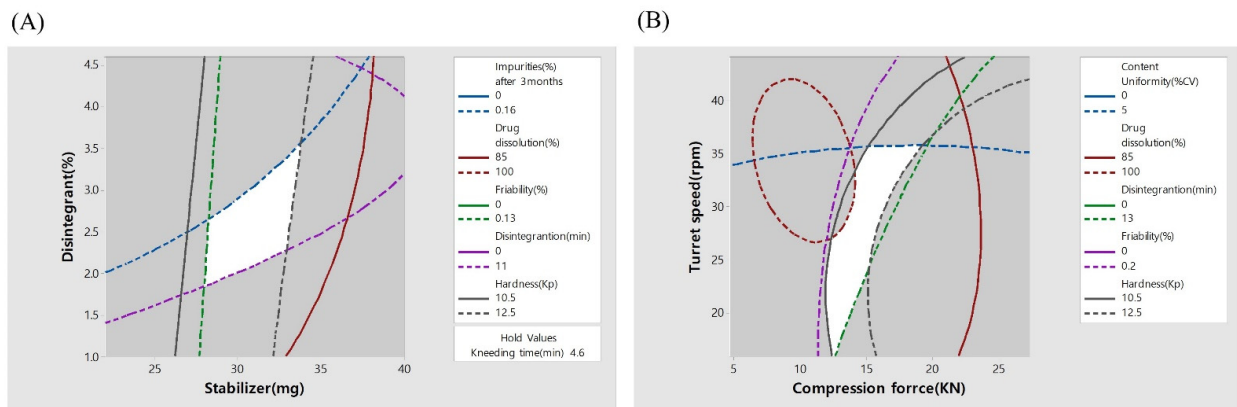 (A)
4.5
4.0
3.5
3.0
2.5
2.0
1.5
1.0
Disintegrant(%)
25
30
35
40
Stabilizer(mg)
Impurities(%)
after 3months
0
0.16
Drug
dissolution(%)
85
100
Friability(%)
0
0.13
Disintegrantion(min)
0
11
Hardness(Kp)
10.5
12.5
Hold Values
Kneeding time(min) 4.6
(B)
40
35
30
25
20
Turret speed(rpm)
5
10
15
20
25
Compression forrce(KN)
Content
Uniformity(%CV)
0
5
Drug
dissolution(%)
85
100
Disintegrantion(min)
0
13
Friability(%)
0
0.2
Hardness(Kp)
10.5
12.5